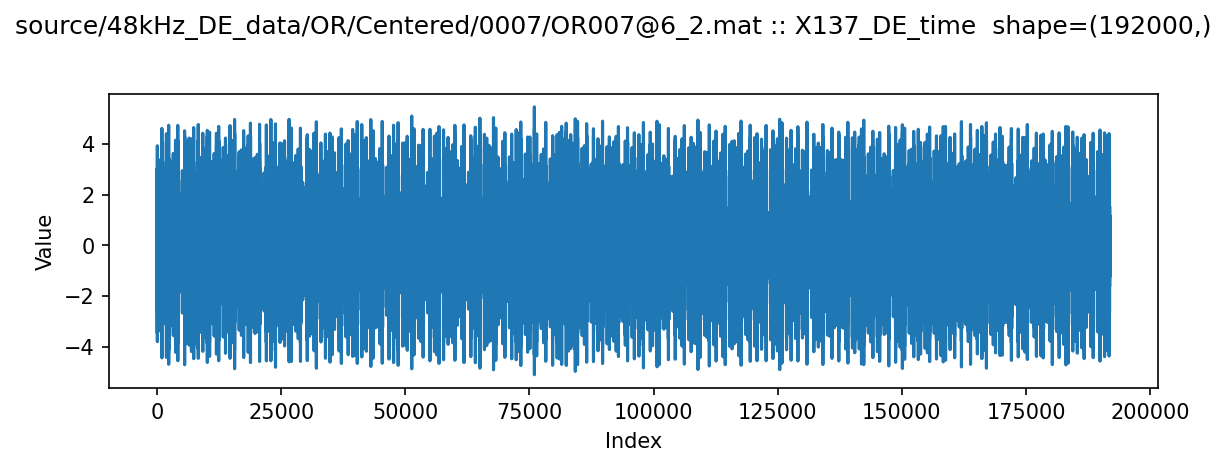 source/48kHz_DE_data/OR/Centered/0007/OR007@6_2.mat :: X137_DE_time  shape=(192000,)
4
2
0
−2
−4
Value
0 25000 50000 75000 100000 125000 150000 175000 200000
Index